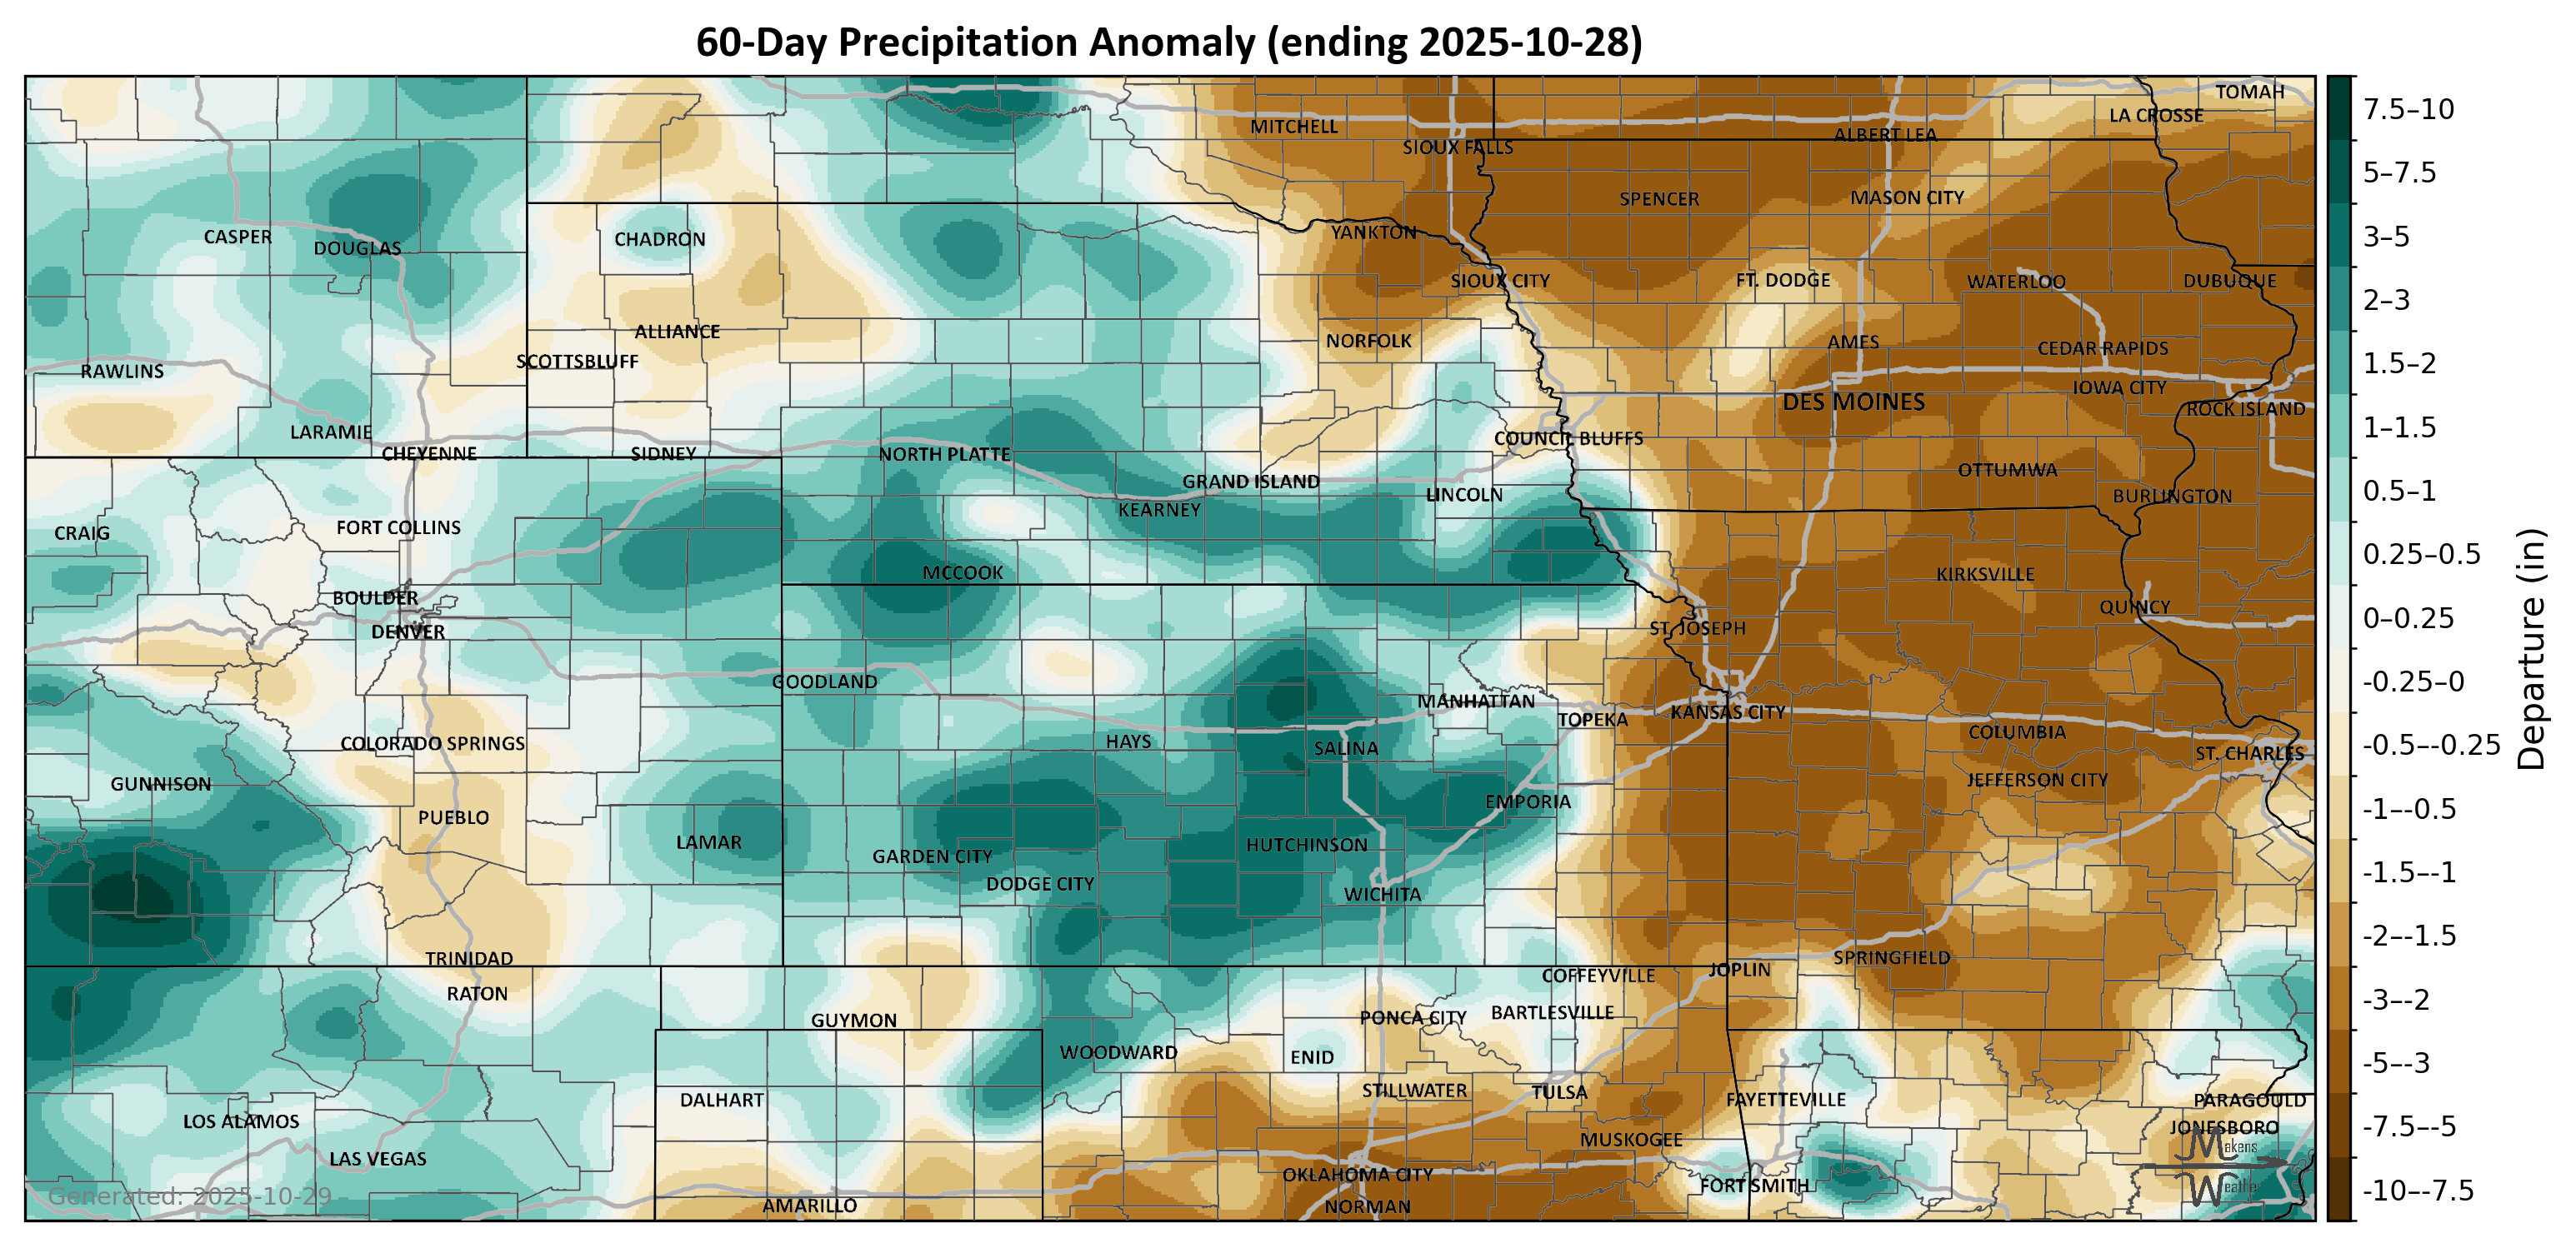 60-Day Precipitation Anomaly (ending 2025-10-28)
TOMAH
LA CROSSE
MITCHELL
ALBERT LEA
SIOUX FALLS
SPENCER
MASON CITY
CASPER
DOUGLAS
CHADRON
YANKTON
SIOUX CITY
FT. DODGE
WATERLOO
DUBUQUE
ALLIANCE
NORFOLK
AMES
CEDAR RAPIDS
SCOTTSBLUFF
RAWLINS
IOWA CITY
DES MOINES
ROCK ISLAND
LARAMIE
COUNCIL BLUFFS
CHEYENNE
SIDNEY
NORTH PLATTE
OTTUMWA
GRAND ISLAND
LINCOLN
BURLINGTON
KEARNEY
CRAIG
FORT COLLINS
MCCOOK
KIRKSVILLE
BOULDER
QUINCY
DENVER
ST. JOSEPH
GOODLAND
MANHATTAN
TOPEKA
KANSAS CITY
COLUMBIA
COLORADO SPRINGS
HAYS
SALINA
ST. CHARLES
GUNNISON
JEFFERSON CITY
EMPORIA
PUEBLO
LAMAR
HUTCHINSON
GARDEN CITY
DODGE CITY
WICHITA
TRINIDAD
SPRINGFIELD
JOPLIN
COFFEYVILLE
RATON
BARTLESVILLE
GUYMON
PONCA CITY
WOODWARD
ENID
STILLWATER
TULSA
DALHART
FAYETTEVILLE
PARAGOULD
LOS ALAMOS
JONESBORO
MUSKOGEE
LAS VEGAS
OKLAHOMA CITY
FORT SMITH
AMARILLO
NORMAN
Generated: 2025-10-29
Makens
Weather
7.5–10
5–7.5
3–5
2–3
1.5–2
1–1.5
0.5–1
0.25–0.5
0–0.25
-0.25–0
-0.5–-0.25
-1–-0.5
-1.5–-1
-2–-1.5
-3–-2
-5–-3
-7.5–-5
-10–-7.5
Departure (in)